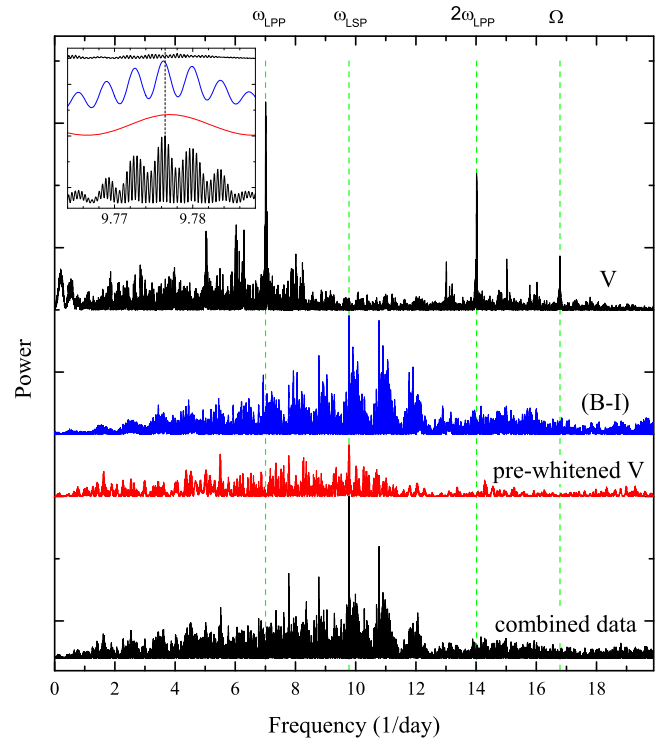 ω_LPP ω_LSP 2ω_LPP Ω
9.77 9.78
V
(B-I)
pre-whitened V
combined data
Power
0 2 4 6 8 10 12 14 16 18
Frequency (1/day)